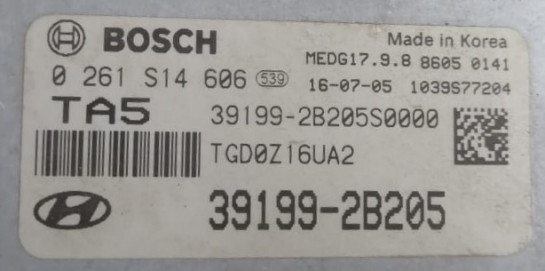 BOSCH
Made in Korea
MEDG17.9.8 8605 0141
0 261 S14 606 539
16-07-05 1039S77204
TA5
39199-2B205S0000
TGD0Z16UA2
39199-2B205